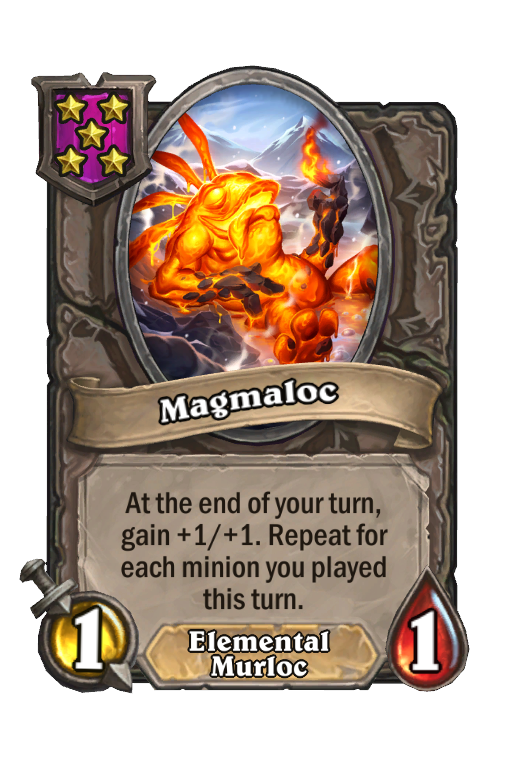 Magmaloc
At the end of your turn,
gain +1/+1. Repeat for
each minion you played
this turn.
1
Elemental
Murloc
1